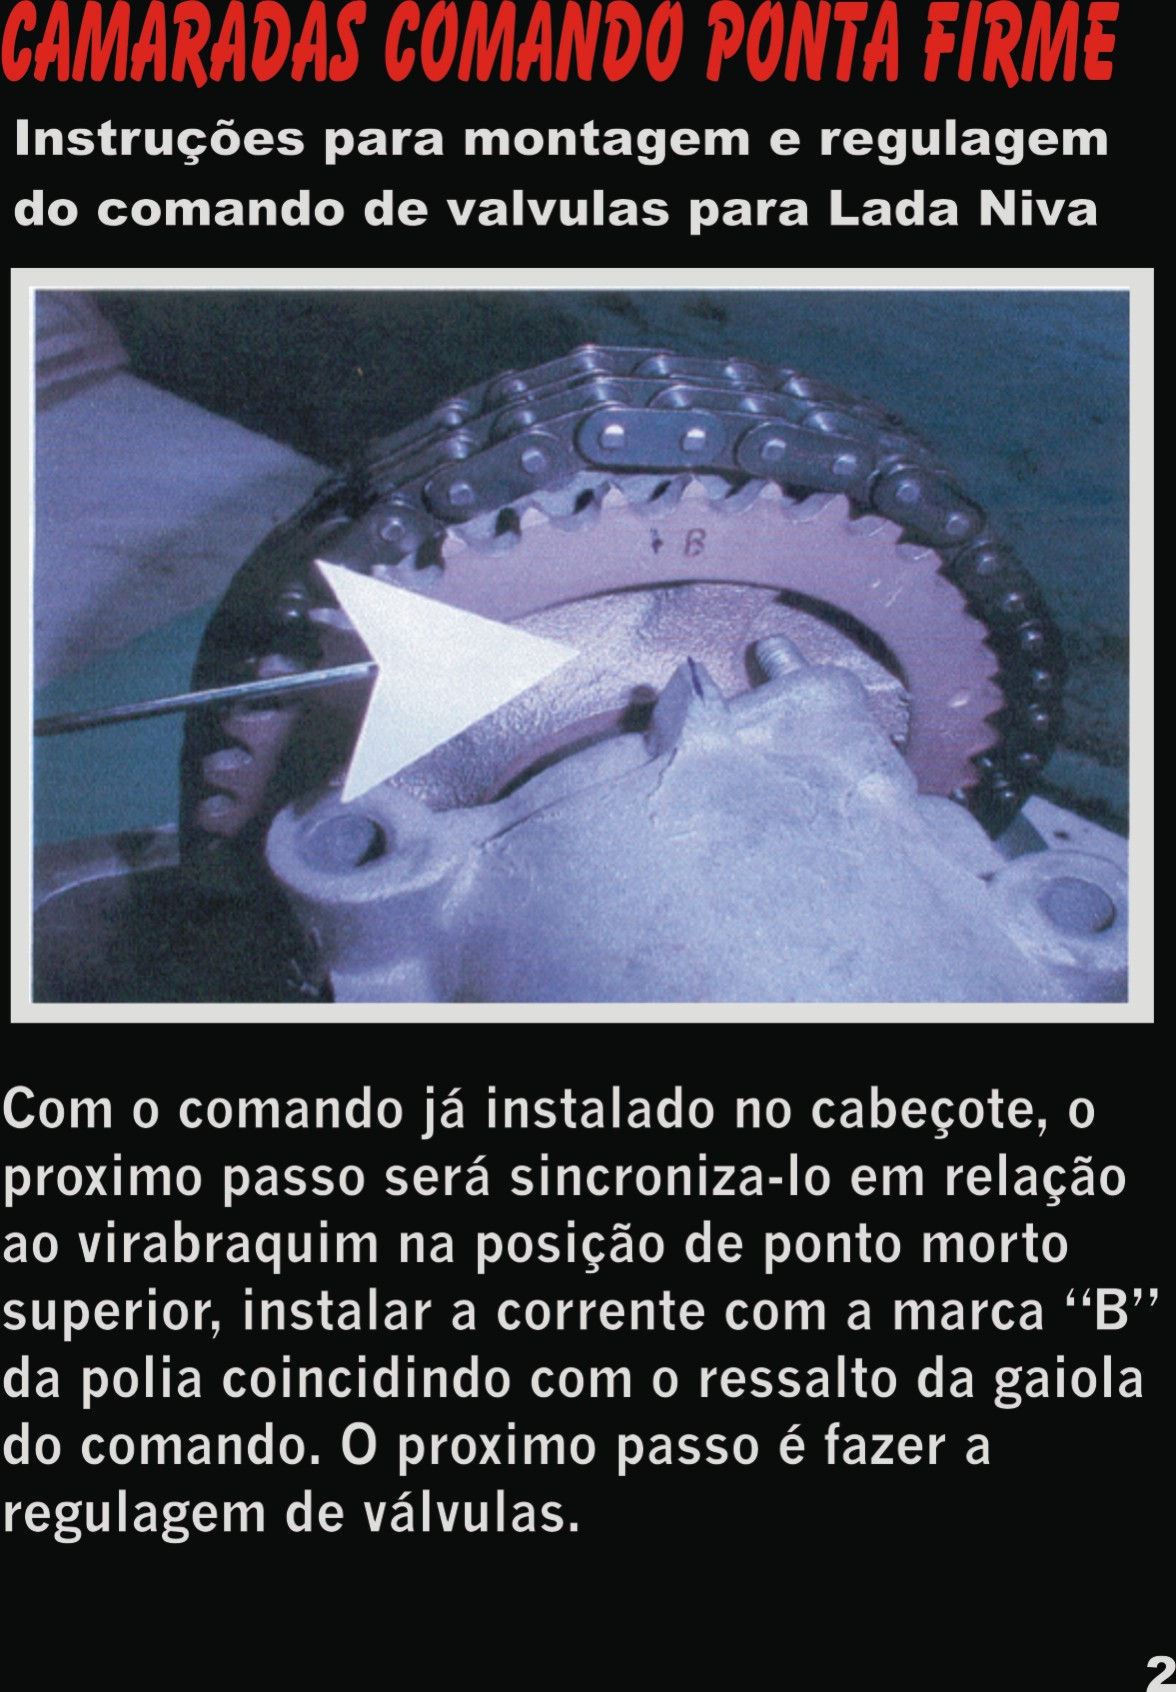 CAMARADAS COMANDO PONTA FIRME
Instruções para montagem e regulagem
do comando de valvulas para Lada Niva
B
Com o comando já instalado no cabeçote, o
proximo passo será sincroniza-lo em relação
ao virabraquim na posição de ponto morto
superior, instalar a corrente com a marca “B”
da polia coincidindo com o ressalto da gaiola
do comando. O proximo passo é fazer a
regulagem de válvulas.
2